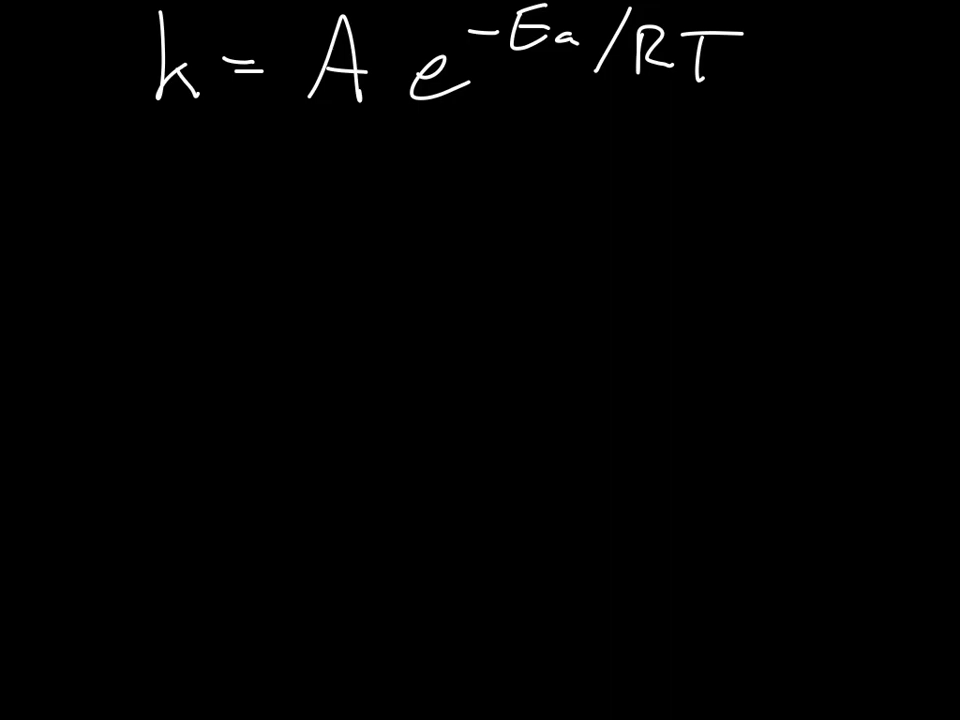 k = A e^{-Ea/RT}